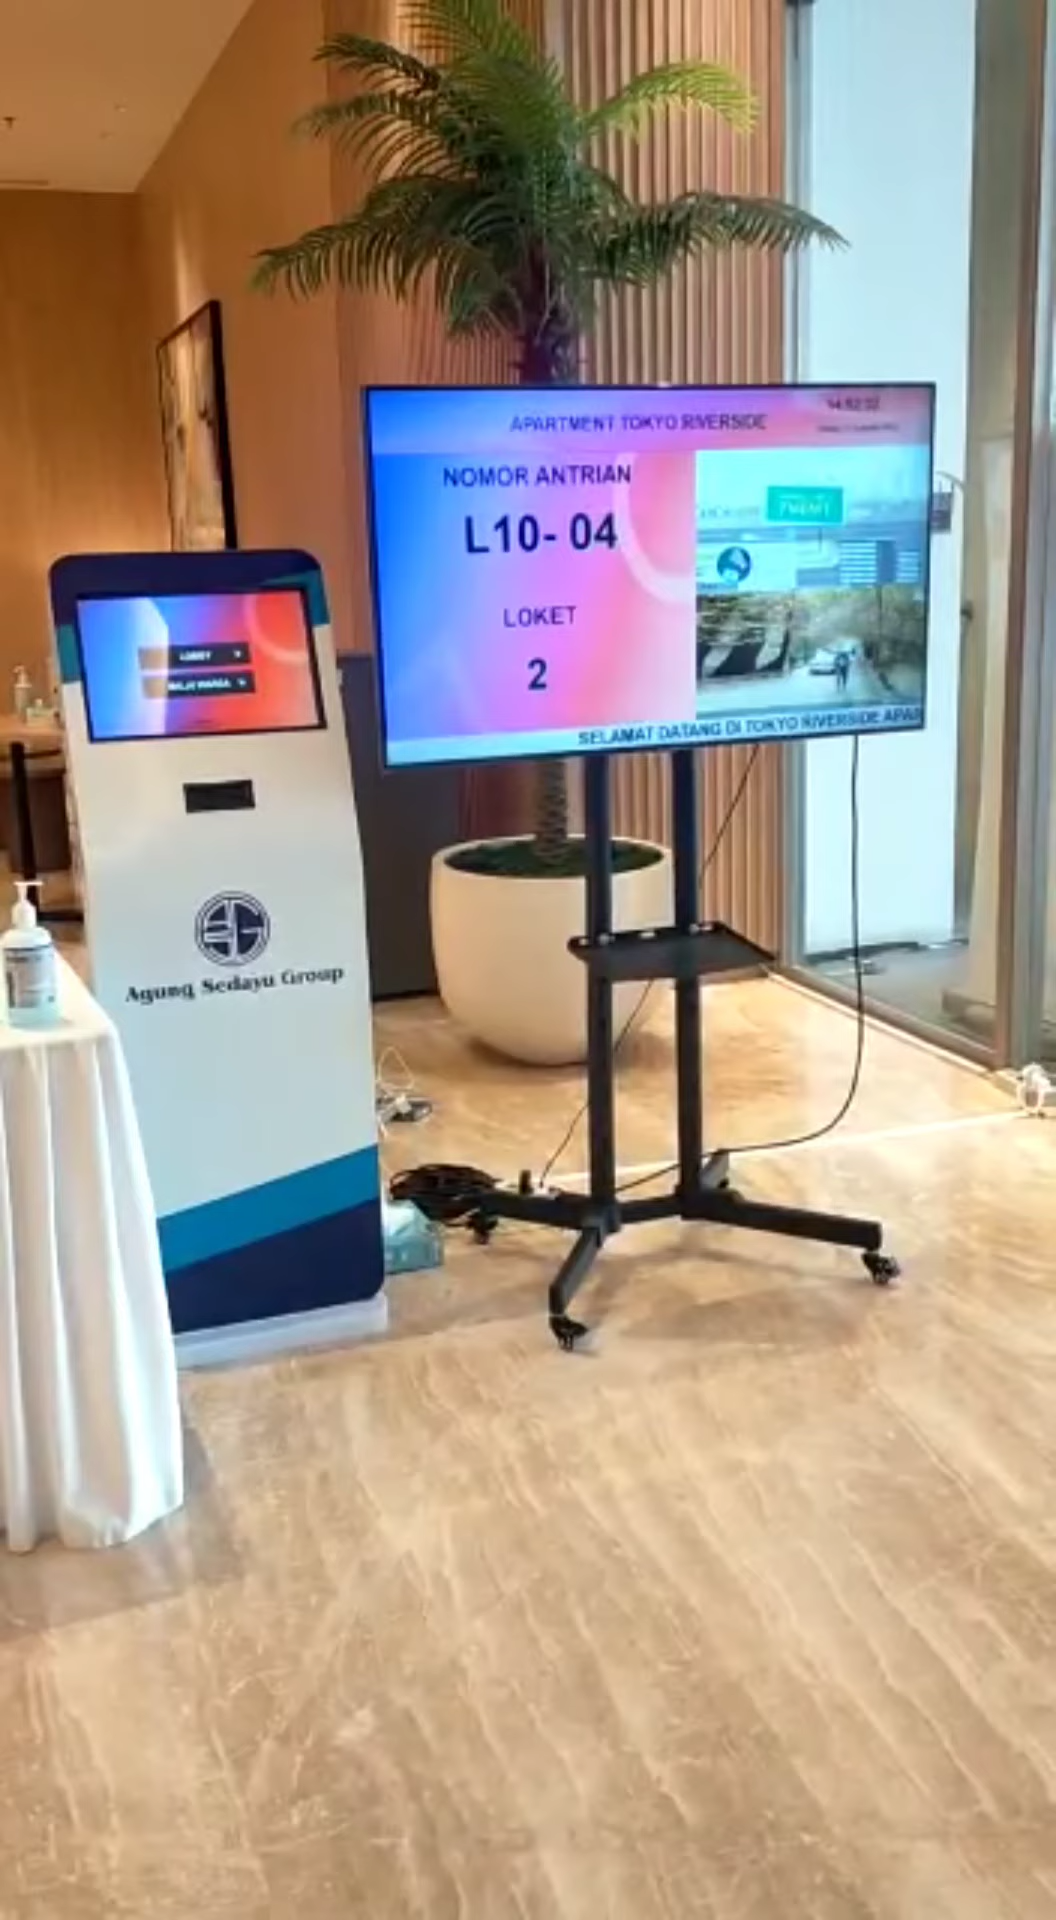 APARTMENT TOKYO RIVERSIDE
NOMOR ANTRIAN
L10- 04
LOKET
2
SELAMAT DATANG DI TOKYO RIVERSIDE APAR
LOBBY
Agung Sedayu Group